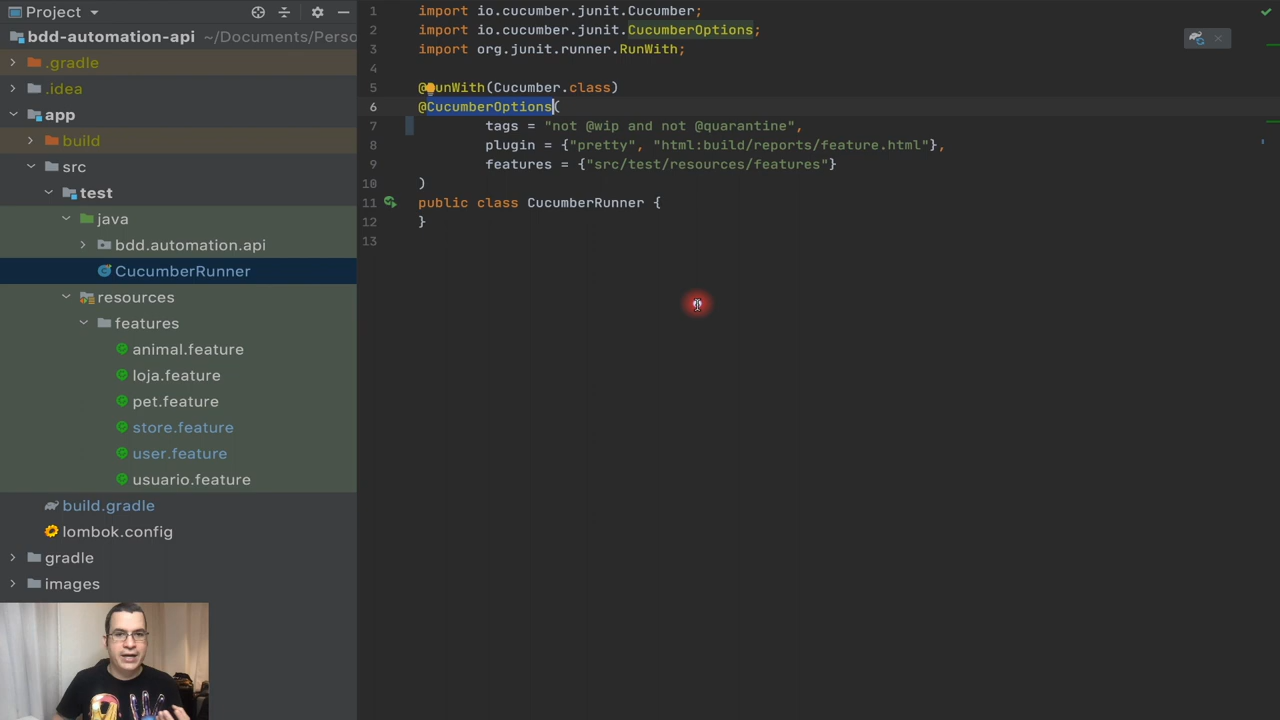 Project
bdd-automation-api ~/Documents/Perso
.gradle
.idea
app
build
src
test
java
bdd.automation.api
CucumberRunner
resources
features
animal.feature
loja.feature
pet.feature
store.feature
user.feature
usuario.feature
build.gradle
lombok.config
gradle
images
1 import io.cucumber.junit.Cucumber;
2 import io.cucumber.junit.CucumberOptions;
3 import org.junit.runner.RunWith;
4
5 @RunWith(Cucumber.class)
6 @CucumberOptions(
7 tags = "not @wip and not @quarantine",
8 plugin = {"pretty", "html:build/reports/feature.html"},
9 features = {"src/test/resources/features"}
10 )
11 public class CucumberRunner {
12 }
13